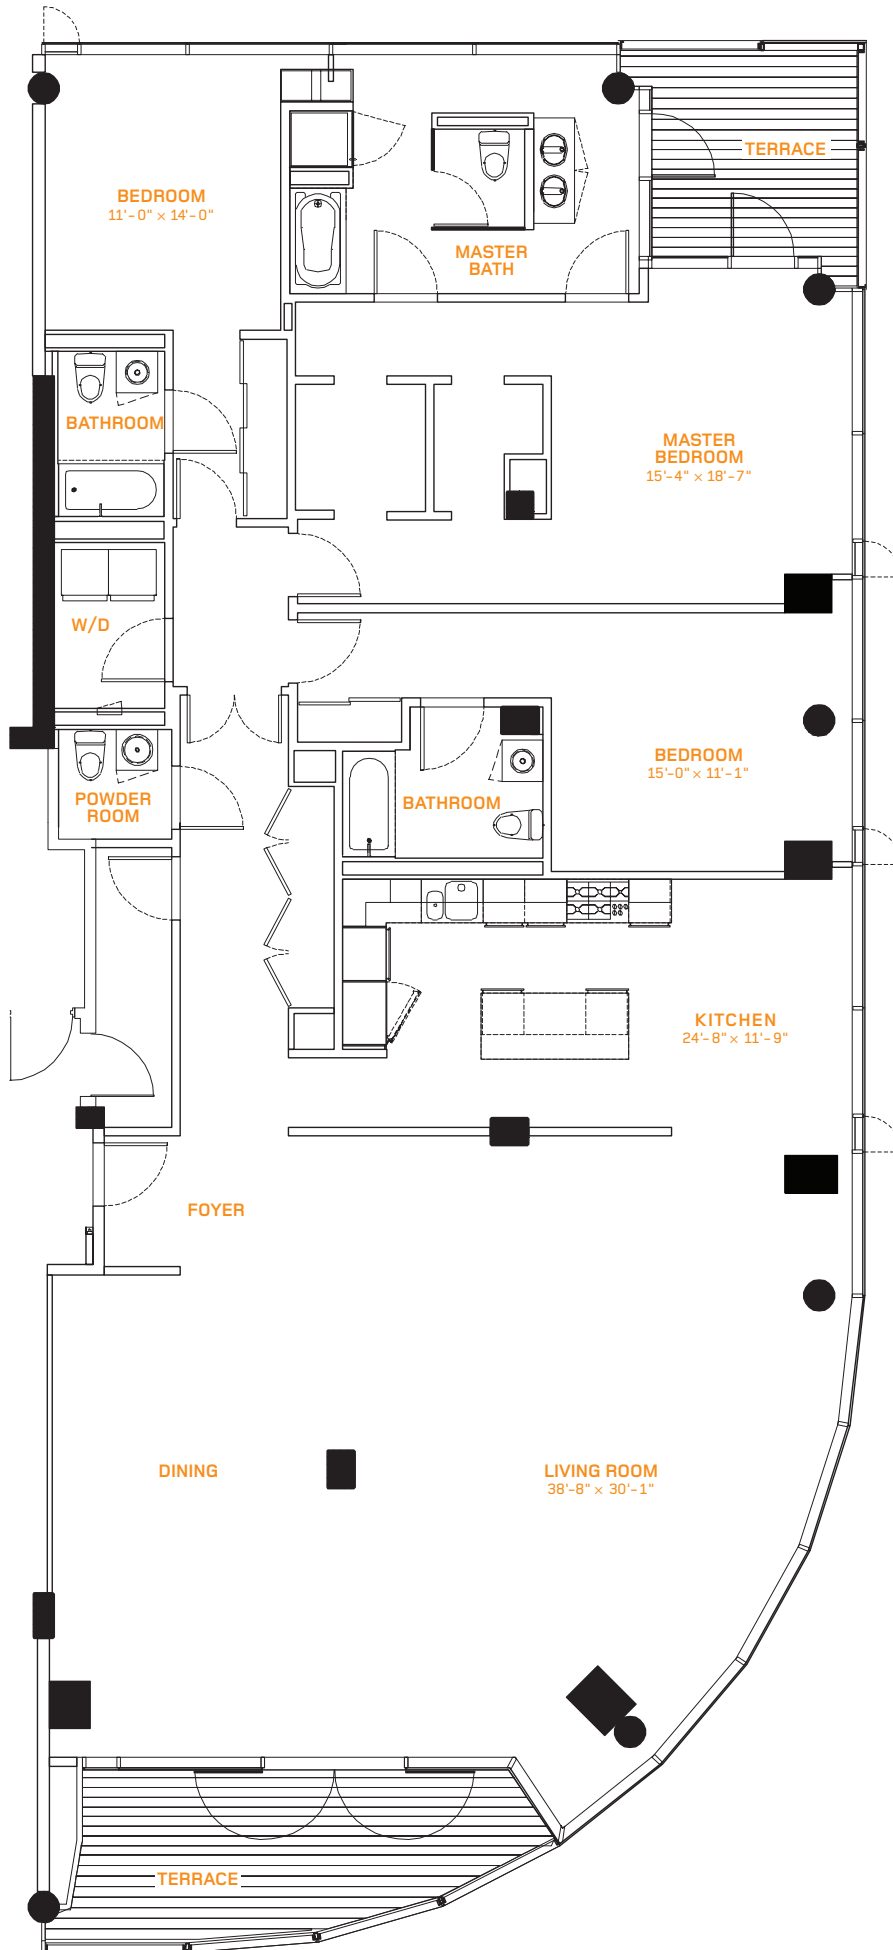 TERRACE
BEDROOM
11'-0" × 14'-0"
MASTER
BATH
BATHROOM
MASTER
BEDROOM
15'-4" × 18'-7"
W/D
BEDROOM
15'-0" × 11'-1"
POWDER
ROOM
BATHROOM
KITCHEN
24'-8" × 11'-9"
FOYER
DINING
LIVING ROOM
38'-8" × 30'-1"
TERRACE